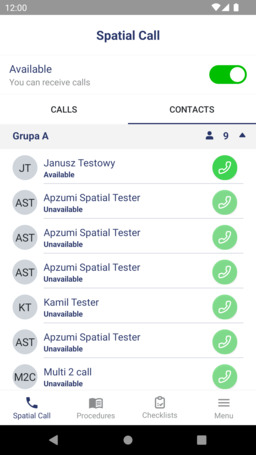 12:00
Spatial Call
Available
You can receive calls
CALLS
CONTACTS
Grupa A
9
JT
Janusz Testowy
Available
AST
Apzumi Spatial Tester
Unavailable
AST
Apzumi Spatial Tester
Unavailable
AST
Apzumi Spatial Tester
Unavailable
KT
Kamil Tester
Unavailable
AST
Apzumi Spatial Tester
Unavailable
M2C
Multi 2 call
Unavailable
Spatial Call
Procedures
Checklists
Menu